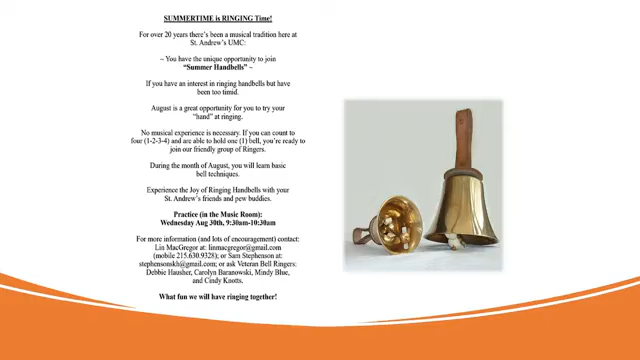 SUMMERTIME is RINGING Time!
For over 20 years there's been a musical tradition here at
St. Andrew's UMC:
~ You have the unique opportunity to join
"Summer Handbells" ~
If you have an interest in ringing handbells but have
been too timid.
August is a great opportunity for you to try your
"hand" at ringing.
No musical experience is necessary. If you can count to
four (1-2-3-4) and are able to hold one (1) bell, you're ready to
join our friendly group of Ringers.
During the month of August, you will learn basic
bell techniques.
Experience the Joy of Ringing Handbells with your
St. Andrew's friends and pew buddies.
Practice (in the Music Room):
Wednesday Aug 30th, 9:30am-10:30am
For more information (and lots of encouragement) contact:
Lin MacGregor at: linmacgregor@gmail.com
(mobile 215.630.9328); or Sam Stephenson at:
stephensonskh@gmail.com; or ask Veteran Bell Ringers:
Debbie Hausher, Carolyn Baranowski, Mindy Blue,
and Cindy Knotts.
What fun we will have ringing together!